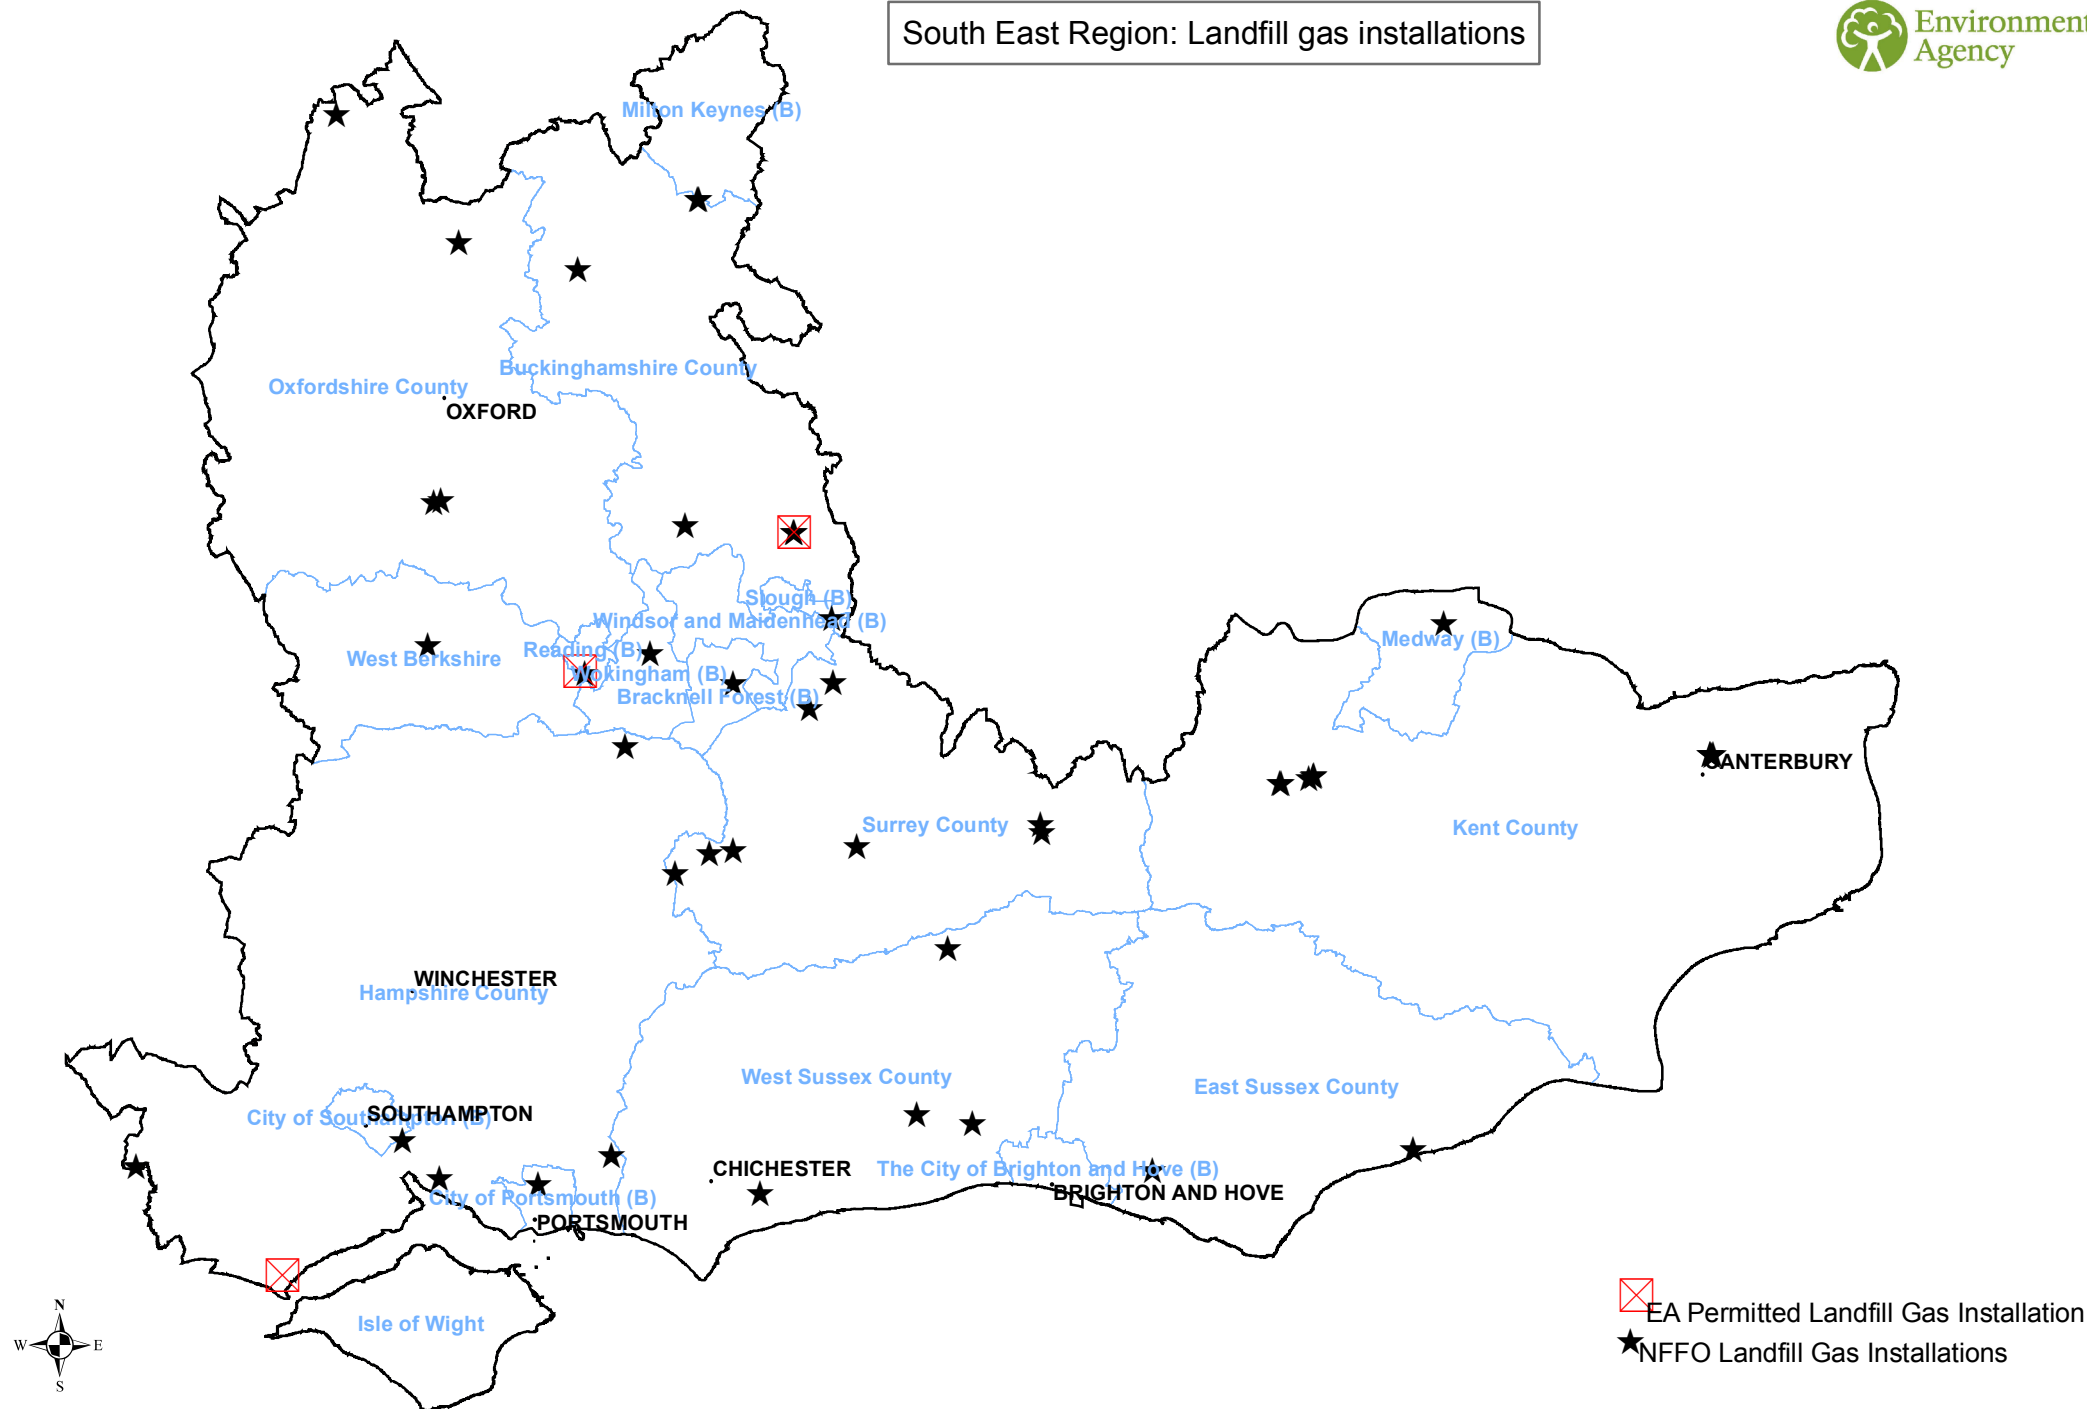 South East Region: Landfill gas installations
Environment
Agency
Milton Keynes (B)
Buckinghamshire County
Oxfordshire County
OXFORD
Slough (B)
Windsor and Maidenhead (B)
Reading (B)
West Berkshire
Wokingham (B)
Bracknell Forest (B)
Medway (B)
CANTERBURY
Surrey County
Kent County
WINCHESTER
Hampshire County
West Sussex County
East Sussex County
SOUTHAMPTON
City of Southampton (B)
CHICHESTER
The City of Brighton and Hove (B)
BRIGHTON AND HOVE
City of Portsmouth (B)
PORTSMOUTH
Isle of Wight
N
W
E
S
EA Permitted Landfill Gas Installation
NFFO Landfill Gas Installations